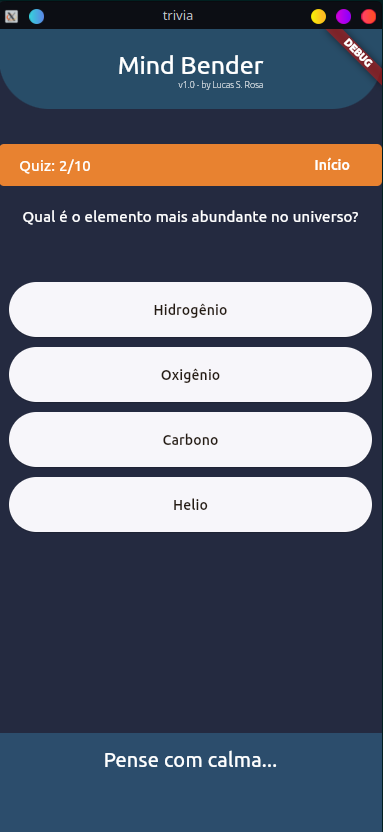 trivia
DEBUG
Mind Bender
v1.0 - by Lucas S. Rosa
Quiz: 2/10 Início
Qual é o elemento mais abundante no universo?
Hidrogênio
Oxigênio
Carbono
Helio
Pense com calma...